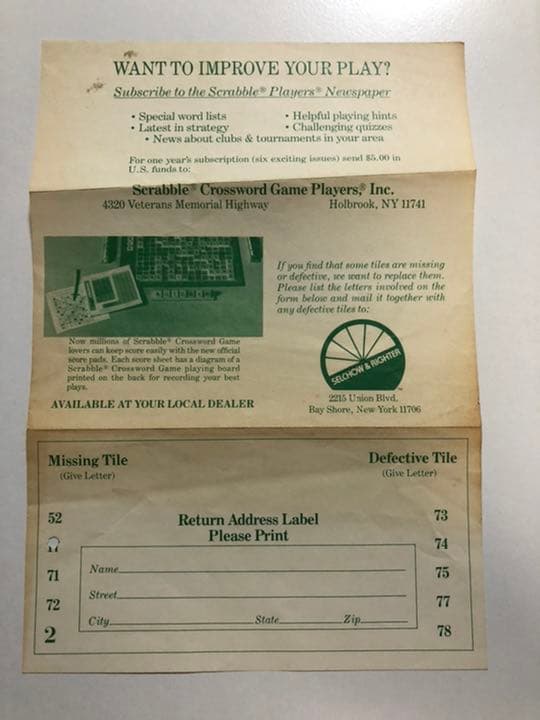 WANT TO IMPROVE YOUR PLAY?
Subscribe to the Scrabble® Players® Newspaper
• Special word lists
• Helpful playing hints
• Latest in strategy
• Challenging quizzes
• News about clubs & tournaments in your area
For one year's subscription (six exciting issues) send $5.00 in
U.S. funds to:
Scrabble® Crossword Game Players,® Inc.
4320 Veterans Memorial Highway
Holbrook, NY 11741
Now millions of Scrabble® Crossword Game
lovers can keep score easily with the new official
score pads. Each score sheet has a diagram of a
Scrabble® Crossword Game playing board
printed on the back for recording your best
plays.
AVAILABLE AT YOUR LOCAL DEALER
If you find that some tiles are missing
or defective, we want to replace them.
Please list the letters involved on the
form below and mail it together with
any defective tiles to:
SELCHOW & RIGHTER
2215 Union Blvd.
Bay Shore, New York 11706
Missing Tile
(Give Letter)
Defective Tile
(Give Letter)
52
71
72
2
Return Address Label
Please Print
Name
Street
City State Zip
73
74
75
77
78